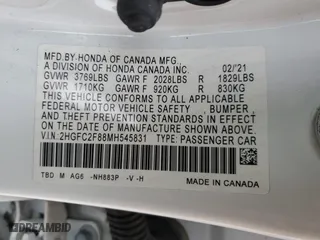 MFD.BY HONDA OF CANADA MFG.,
A DIVISION OF HONDA CANADA INC. 02/'21
GVWR 3769LBS GAWR F 2028LBS R 1829LBS
GVWR 1710KG GAWR F 920KG R 830KG
THIS VEHICLE CONFORMS TO ALL APPLICABLE
FEDERAL MOTOR VEHICLE SAFETY, BUMPER
AND THEFT PREVENTION STANDARDS IN EFFECT
ON THE DATE OF MANUFACTURE SHOWN ABOVE.
V.I.N. 2HGFC2F88MH545831 TYPE: PASSENGER CAR
TBD M AG6 -NH883P -V -H
MADE IN CANADA